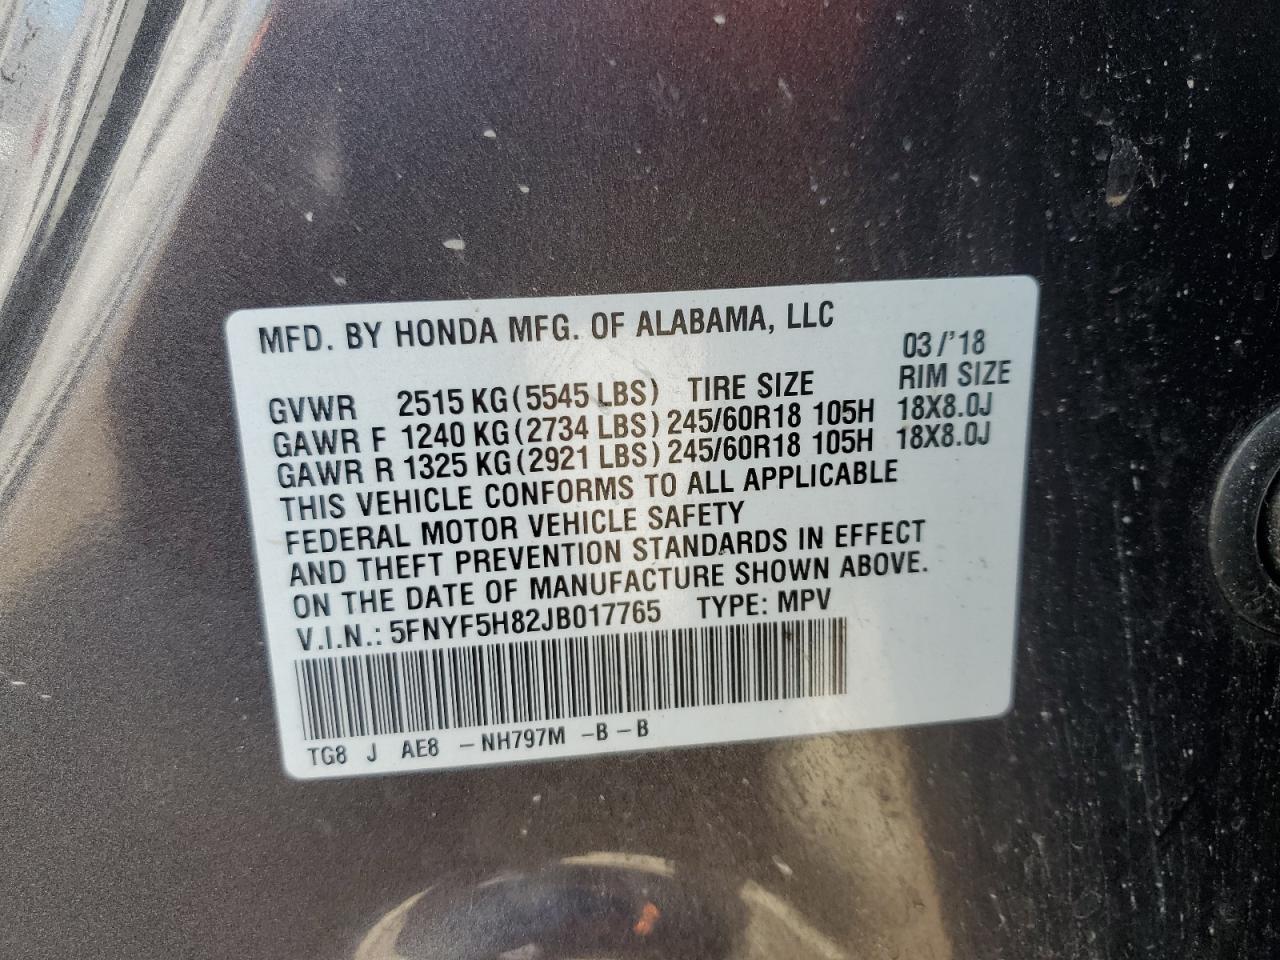 MFD. BY HONDA MFG. OF ALABAMA, LLC
03/'18
GVWR 2515 KG (5545 LBS) TIRE SIZE RIM SIZE
GAWR F 1240 KG (2734 LBS) 245/60R18 105H 18X8.0J
GAWR R 1325 KG (2921 LBS) 245/60R18 105H 18X8.0J
THIS VEHICLE CONFORMS TO ALL APPLICABLE
FEDERAL MOTOR VEHICLE SAFETY
AND THEFT PREVENTION STANDARDS IN EFFECT
ON THE DATE OF MANUFACTURE SHOWN ABOVE.
V.I.N.: 5FNYF5H82JB017765 TYPE: MPV
TG8 J AE8 -NH797M -B-B